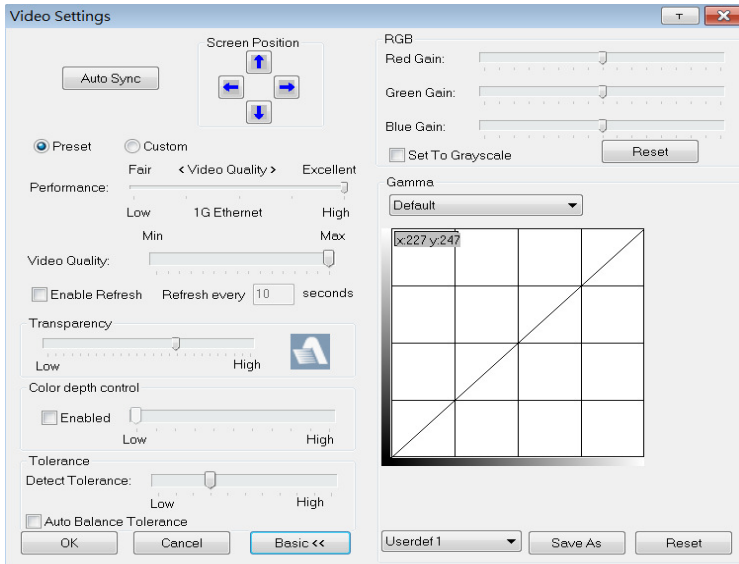 Video Settings
T
Screen Position
Auto Sync
Preset Custom
Fair < Video Quality > Excellent
Performance:
Low 1G Ethernet High
Min Max
Video Quality:
Enable Refresh Refresh every 10 seconds
Transparency
Low High
Color depth control
Enabled
Low High
Tolerance
Detect Tolerance:
Low High
Auto Balance Tolerance
OK Cancel Basic <<
RGB
Red Gain:
Green Gain:
Blue Gain:
Set To Grayscale Reset
Gamma
Default
x:227 y:247
Userdef1 Save As Reset